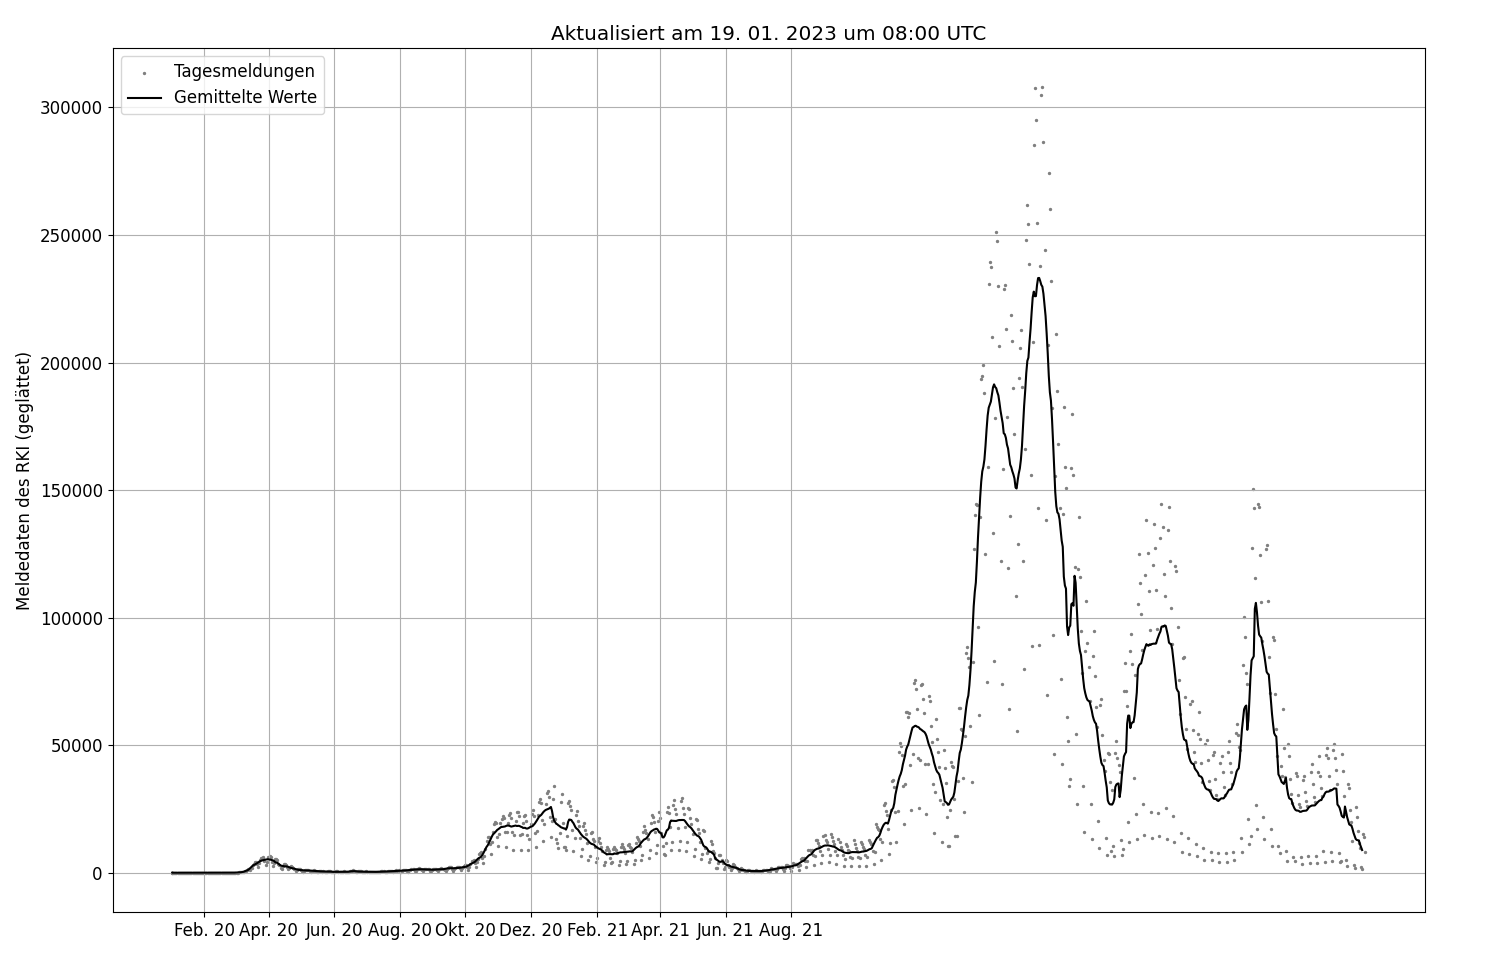 Aktualisiert am 19. 01. 2023 um 08:00 UTC
Tagesmeldungen
Gemittelte Werte
Meldedaten des RKI (geglättet)
300000
250000
200000
150000
100000
50000
0
Feb. 20 Apr. 20 Jun. 20 Aug. 20 Okt. 20 Dez. 20 Feb. 21 Apr. 21 Jun. 21 Aug. 21